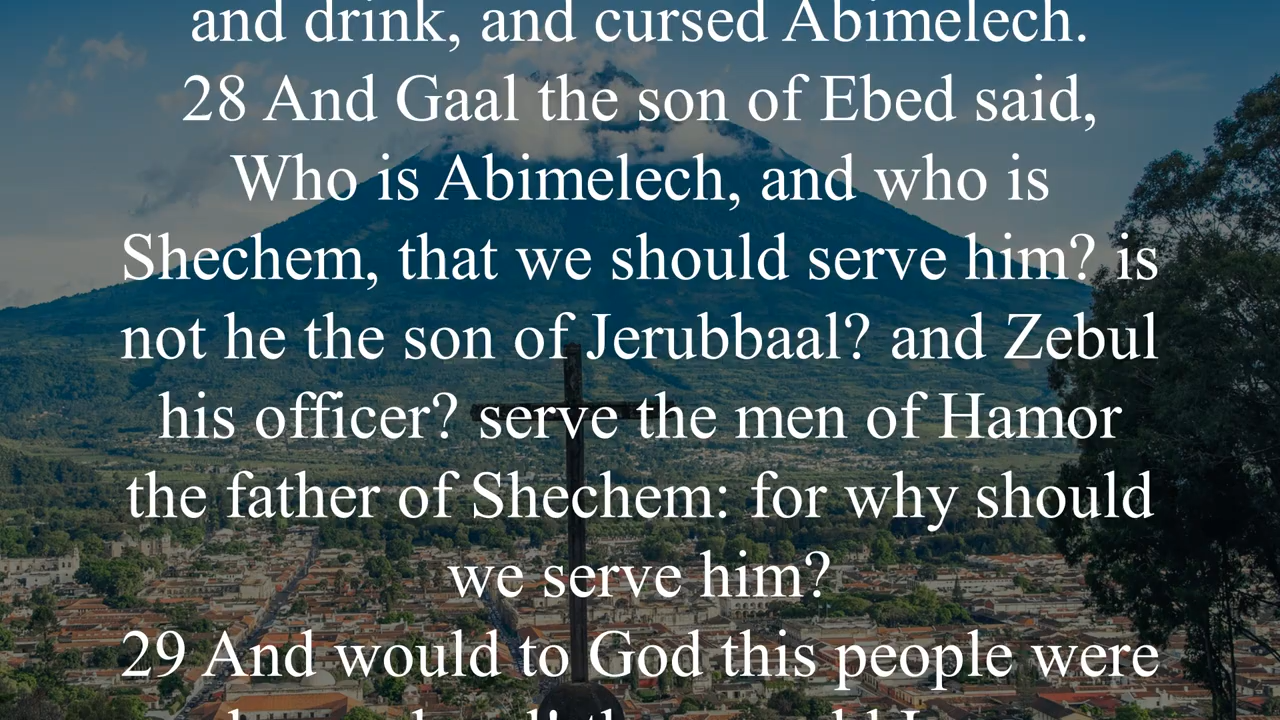 and drink, and cursed Abimelech.
28 And Gaal the son of Ebed said,
Who is Abimelech, and who is
Shechem, that we should serve him? is
not he the son of Jerubbaal? and Zebul
his officer? serve the men of Hamor
the father of Shechem: for why should
we serve him?
29 And would to God this people were